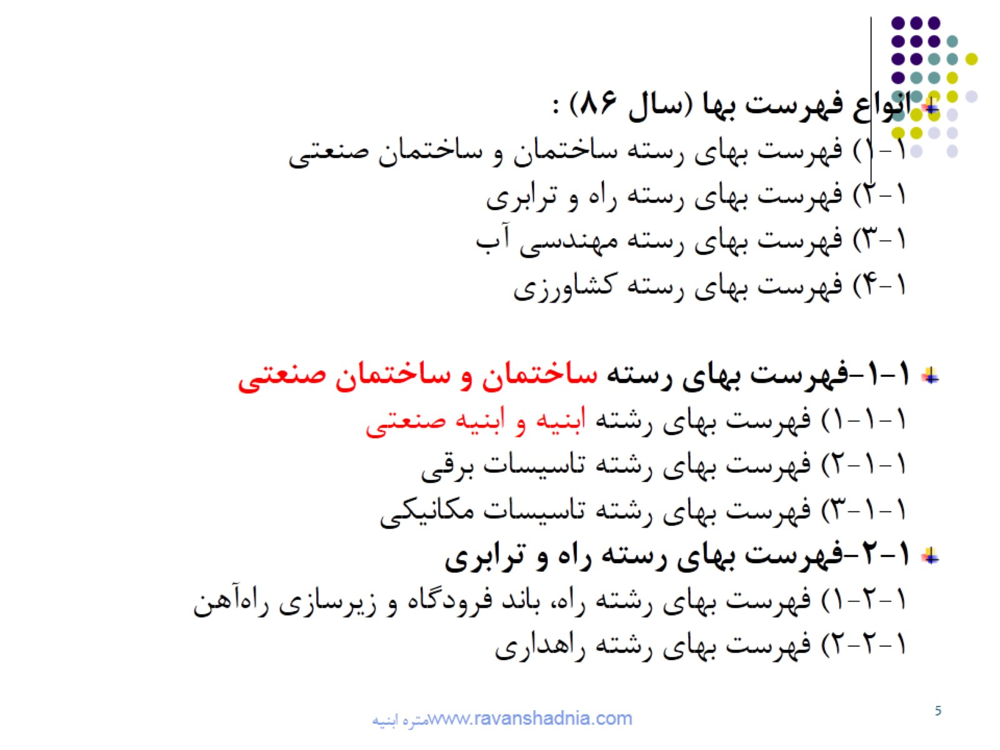 انواع فهرست بها (سال ۸۶) :
۱-۱) فهرست بهای رسته ساختمان و ساختمان صنعتی
۱-۲) فهرست بهای رسته راه و ترابری
۱-۳) فهرست بهای رسته مهندسی آب
۱-۴) فهرست بهای رسته کشاورزی
۱-۱-فهرست بهای رسته ساختمان و ساختمان صنعتی
۱-۱-۱) فهرست بهای رشته ابنیه و ابنیه صنعتی
۱-۱-۲) فهرست بهای رشته تاسیسات برقی
۱-۱-۳) فهرست بهای رشته تاسیسات مکانیکی
۱-۲-فهرست بهای رسته راه و ترابری
۱-۲-۱) فهرست بهای رشته راه، باند فرودگاه و زیرسازی راه‌آهن
۱-۲-۲) فهرست بهای رشته راهداری
متره ابنیهwww.ravanshadnia.com
5